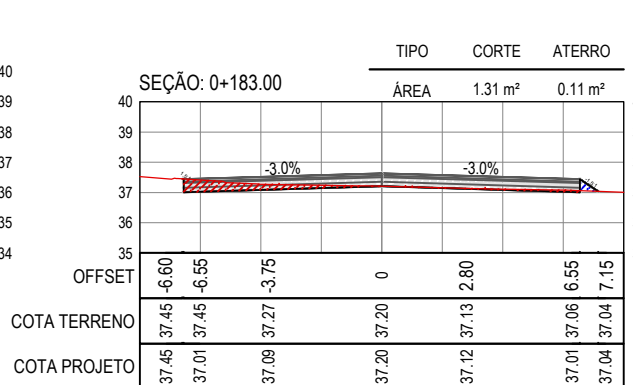 TIPO CORTE ATERRO
SEÇÃO: 0+183.00
ÁREA 1.31 m² 0.11 m²
40
39
38
37
36
35
34
40
39
38
37
36
35
-3.0% -3.0%
OFFSET -6.60 -6.55 -3.75 0 2.80 6.55 7.15
COTA TERRENO 37.45 37.45 37.27 37.20 37.13 37.06 37.04
COTA PROJETO 37.45 37.01 37.09 37.20 37.12 37.01 37.04